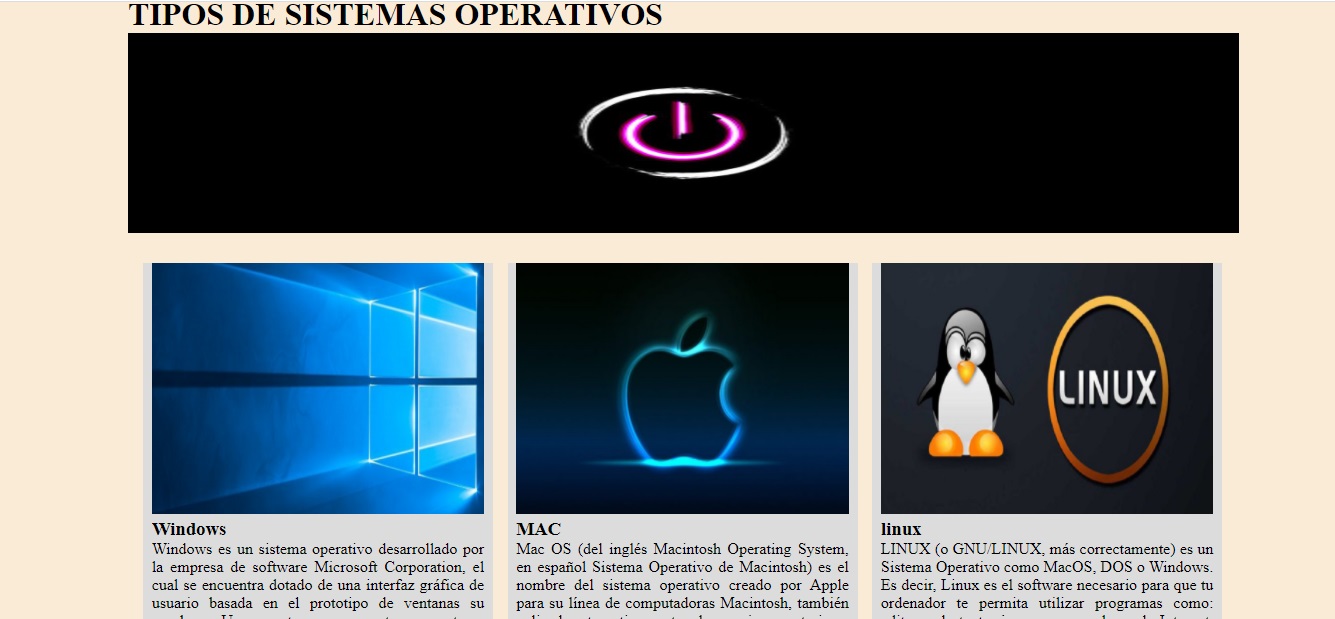 TIPOS DE SISTEMAS OPERATIVOS
LINUX
Windows
Windows es un sistema operativo desarrollado por
la empresa de software Microsoft Corporation, el
cual se encuentra dotado de una interfaz gráfica de
usuario basada en el prototipo de ventanas su
MAC
Mac OS (del inglés Macintosh Operating System,
en español Sistema Operativo de Macintosh) es el
nombre del sistema operativo creado por Apple
para su línea de computadoras Macintosh, también
linux
LINUX (o GNU/LINUX, más correctamente) es un
Sistema Operativo como MacOS, DOS o Windows.
Es decir, Linux es el software necesario para que tu
ordenador te permita utilizar programas como: